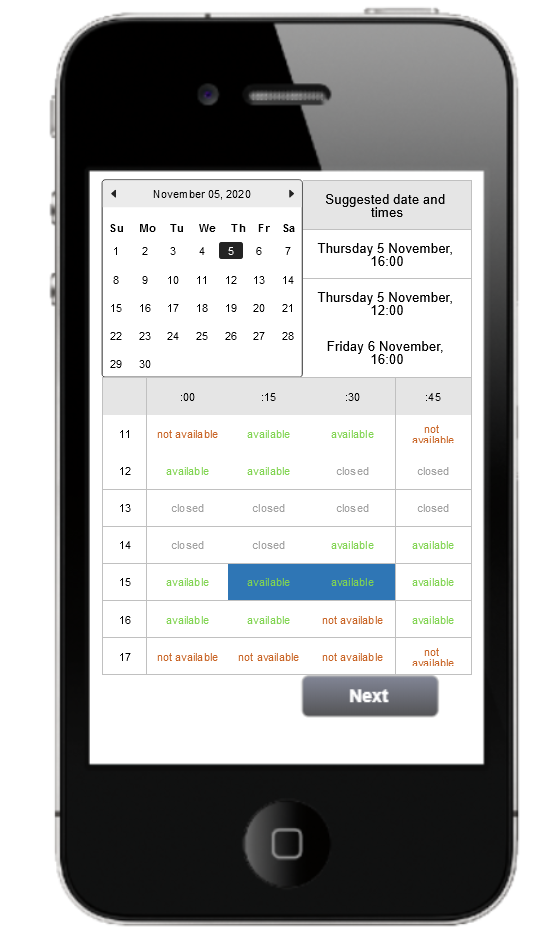 November 05, 2020
Su Mo Tu We Th Fr Sa
1 2 3 4 5 6 7
8 9 10 11 12 13 14
15 16 17 18 19 20 21
22 23 24 25 26 27 28
29 30
Suggested date and
times
Thursday 5 November,
16:00
Thursday 5 November,
12:00
Friday 6 November,
16:00
:00 :15 :30 :45
11 not available available available not available
12 available available closed closed
13 closed closed closed closed
14 closed closed available available
15 available available available available
16 available available not available available
17 not available not available not available not available
Next